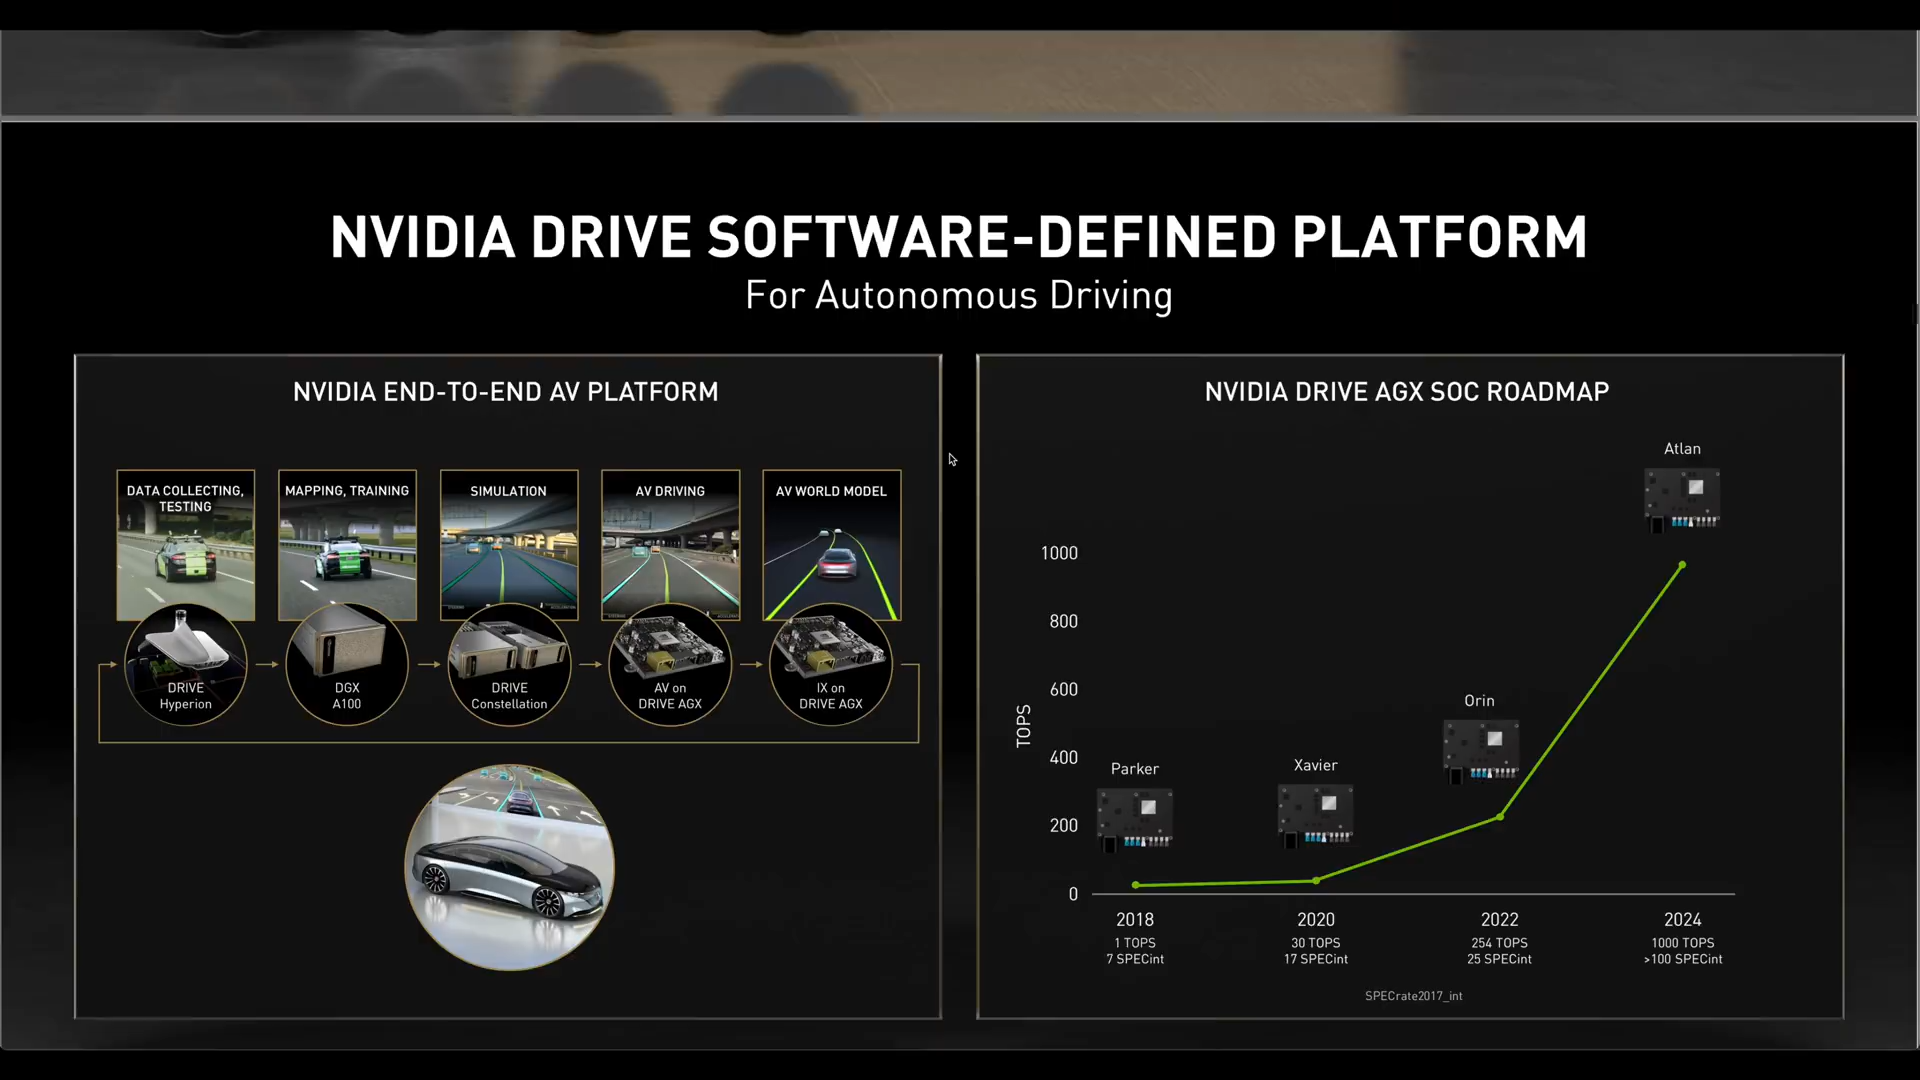 NVIDIA DRIVE SOFTWARE-DEFINED PLATFORM
For Autonomous Driving
NVIDIA END-TO-END AV PLATFORM
DATA COLLECTING,
TESTING
MAPPING, TRAINING
SIMULATION
AV DRIVING
AV WORLD MODEL
DRIVE
Hyperion
DGX
A100
DRIVE
Constellation
AV on
DRIVE AGX
IX on
DRIVE AGX
NVIDIA DRIVE AGX SOC ROADMAP
TOPS
1000
800
600
400
200
0
Parker
Xavier
Orin
Atlan
2018
1 TOPS
7 SPECint
2020
30 TOPS
17 SPECint
2022
254 TOPS
25 SPECint
2024
1000 TOPS
>100 SPECint
SPECrate2017_int